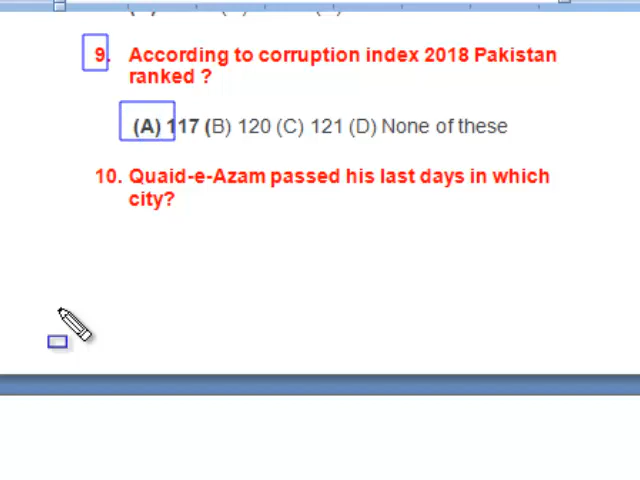 9. According to corruption index 2018 Pakistan
ranked ?
(A) 117 (B) 120 (C) 121 (D) None of these
10. Quaid-e-Azam passed his last days in which
city?